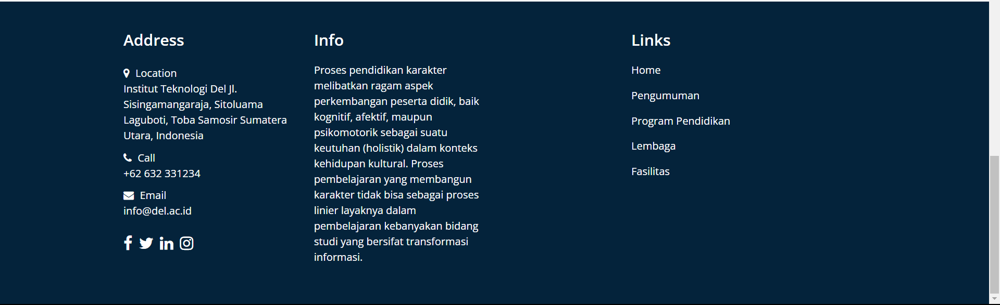 Address
Location
Institut Teknologi Del Jl.
Sisingamangaraja, Sitoluama
Laguboti, Toba Samosir Sumatera
Utara, Indonesia
Call
+62 632 331234
Email
info@del.ac.id
Info
Proses pendidikan karakter
melibatkan ragam aspek
perkembangan peserta didik, baik
kognitif, afektif, maupun
psikomotorik sebagai suatu
keutuhan (holistik) dalam konteks
kehidupan kultural. Proses
pembelajaran yang membangun
karakter tidak bisa sebagai proses
linier layaknya dalam
pembelajaran kebanyakan bidang
studi yang bersifat transformasi
informasi.
Links
Home
Pengumuman
Program Pendidikan
Lembaga
Fasilitas